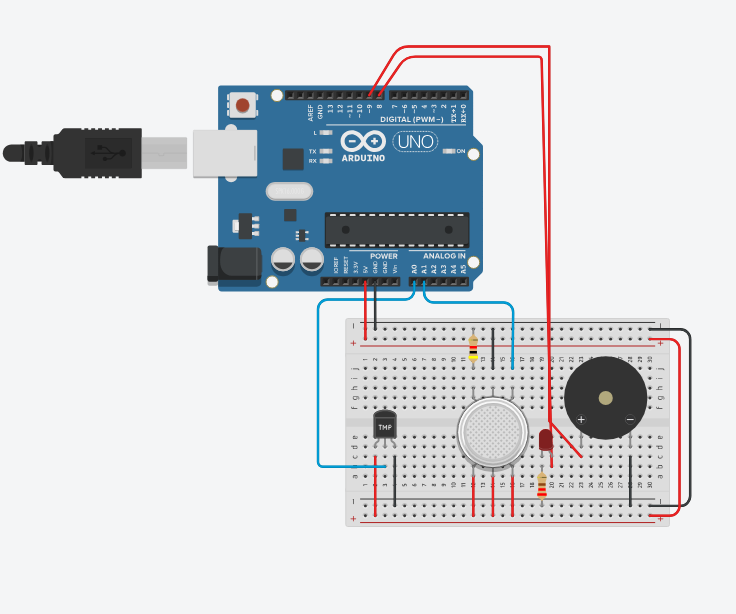 AREF
GND
13
12
~11
~10
~9
8
7
~6
~5
4
~3
2
TX→1
RX←0
DIGITAL (PWM~)
L
TX
RX
UNO
ON
ARDUINO
POWER
ANALOG IN
IOREF
RESET
3.3V
5V
GND
GND
Vin
A0
A1
A2
A3
A4
A5
TMP
+ −